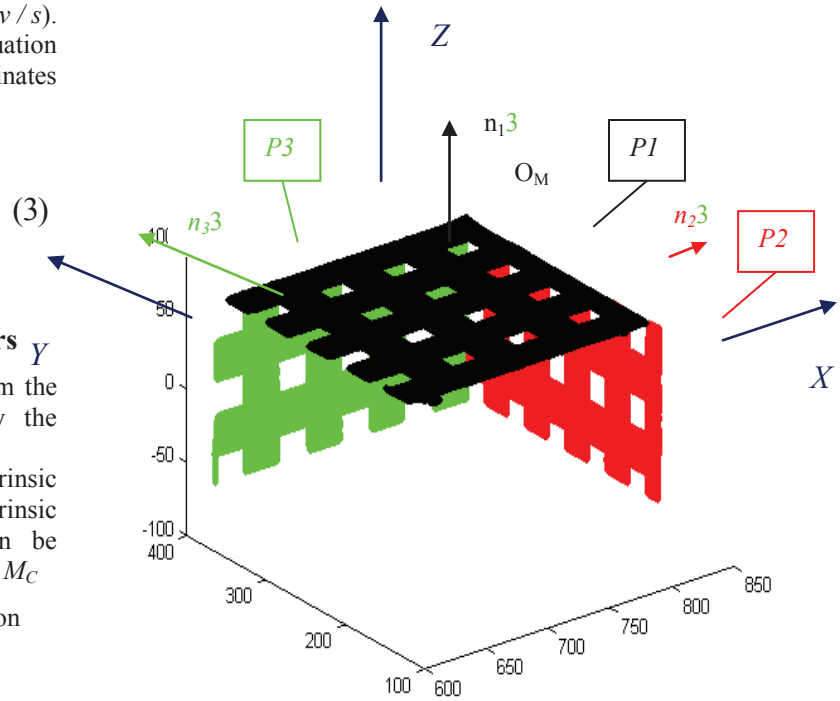 v / s).
uation
inates
(3)
rs
m the
y the
rinsic
rinsic
n be
M_C
on
Z
n₁3
O_M
P3
P1
n₃3
n₂3
P2
Y
X
100
50
0
-50
-100
400
300
200
100
600
650
700
750
800
850